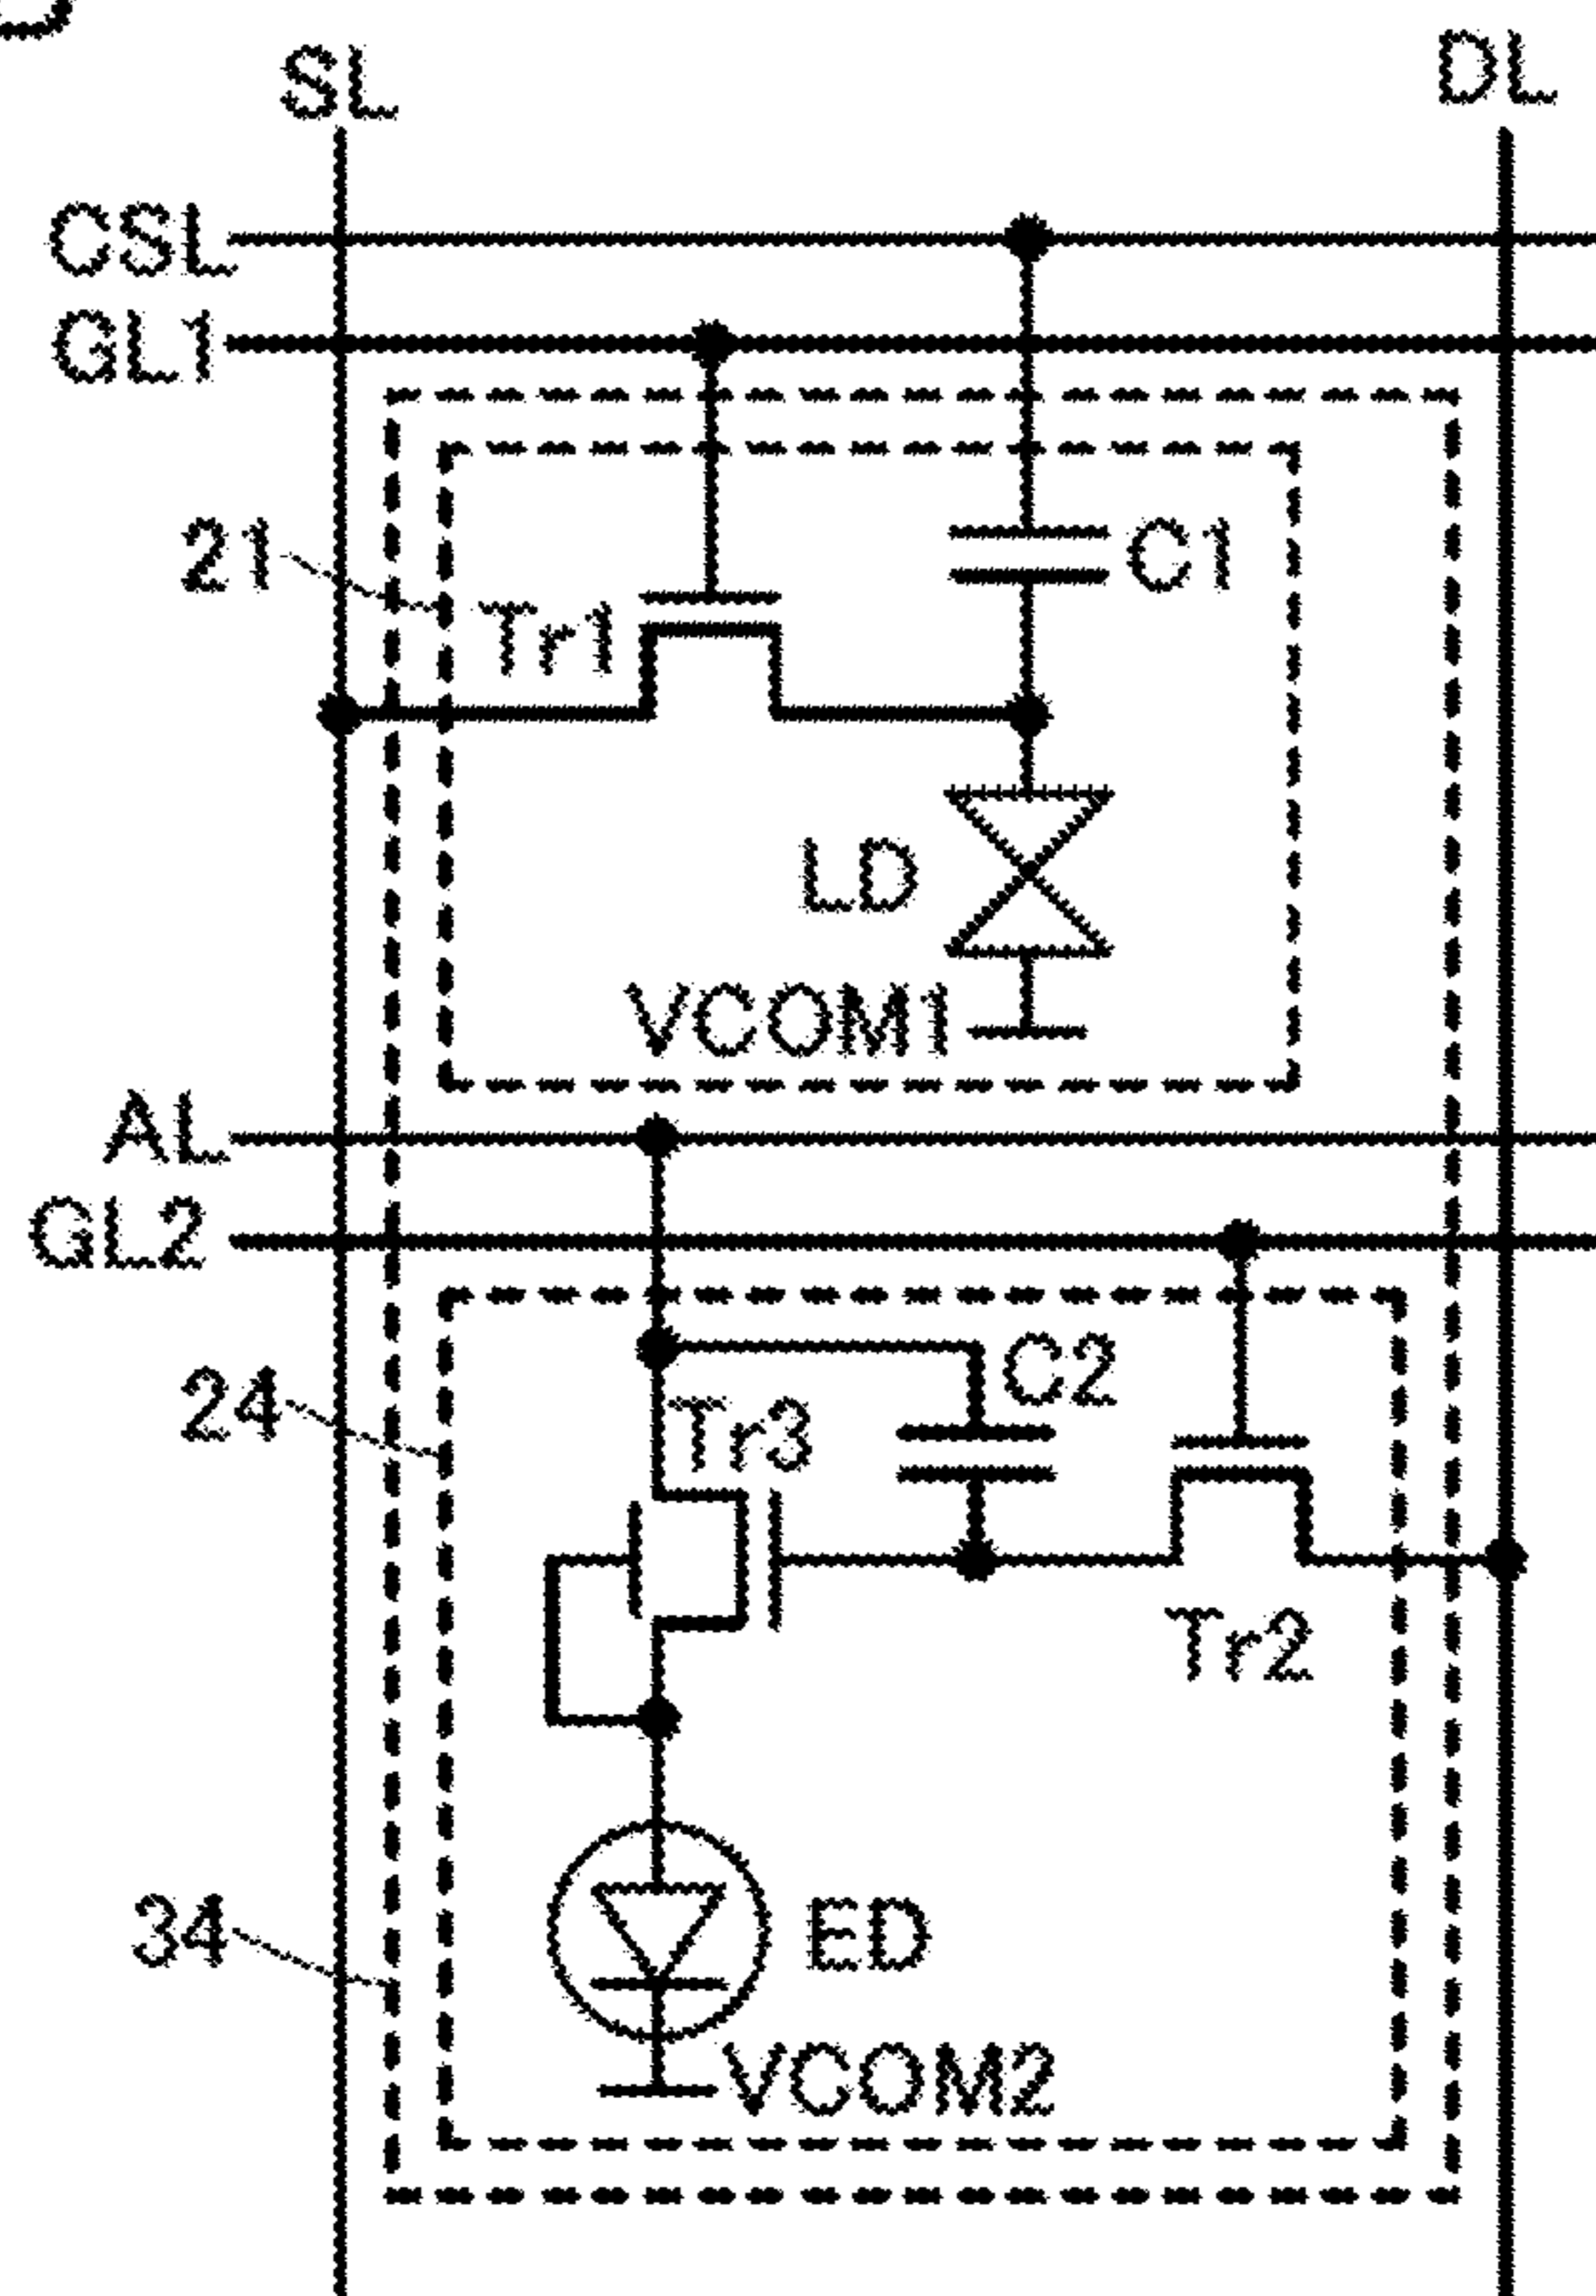 SL
DL
CSL
GL1
21
Tr1
C1
LD
VCOM1
AL
GL2
24
C2
Tr3
Tr2
34
ED
VCOM2